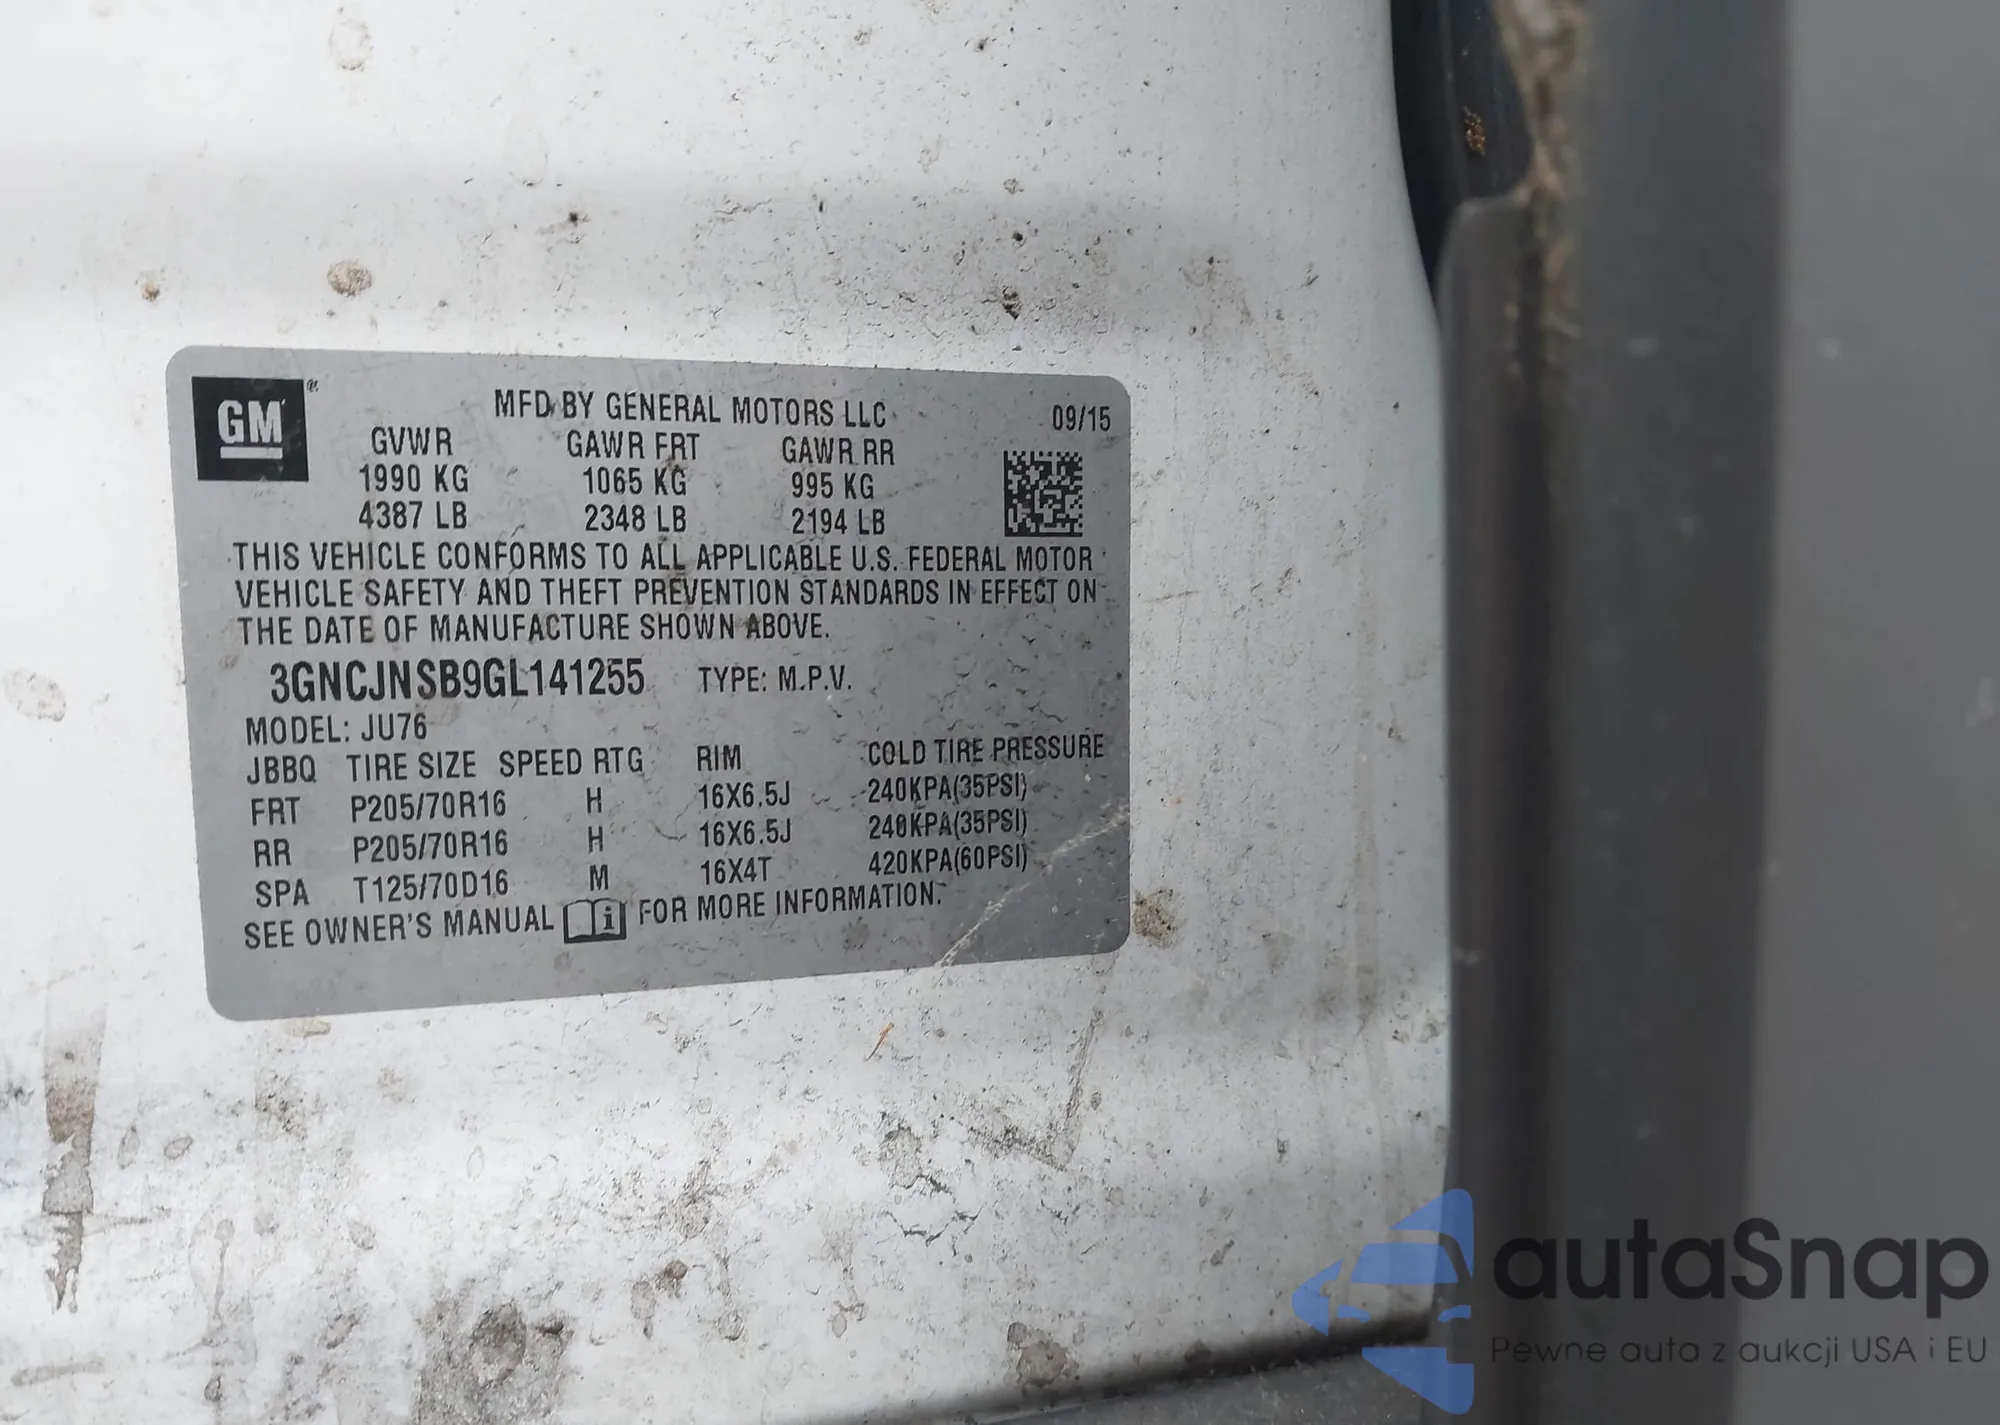 GM ®
MFD BY GENERAL MOTORS LLC 09/15
GVWR GAWR FRT GAWR RR
1990 KG 1065 KG 995 KG
4387 LB 2348 LB 2194 LB
THIS VEHICLE CONFORMS TO ALL APPLICABLE U.S. FEDERAL MOTOR
VEHICLE SAFETY AND THEFT PREVENTION STANDARDS IN EFFECT ON
THE DATE OF MANUFACTURE SHOWN ABOVE.
3GNCJNSB9GL141255 TYPE: M.P.V.
MODEL: JU76
JBBQ TIRE SIZE SPEED RTG RIM COLD TIRE PRESSURE
FRT P205/70R16 H 16X6.5J 240KPA(35PSI)
RR P205/70R16 H 16X6.5J 240KPA(35PSI)
SPA T125/70D16 M 16X4T 420KPA(60PSI)
SEE OWNER'S MANUAL i FOR MORE INFORMATION.
autaSnap
Pewne auta z aukcji USA i EU